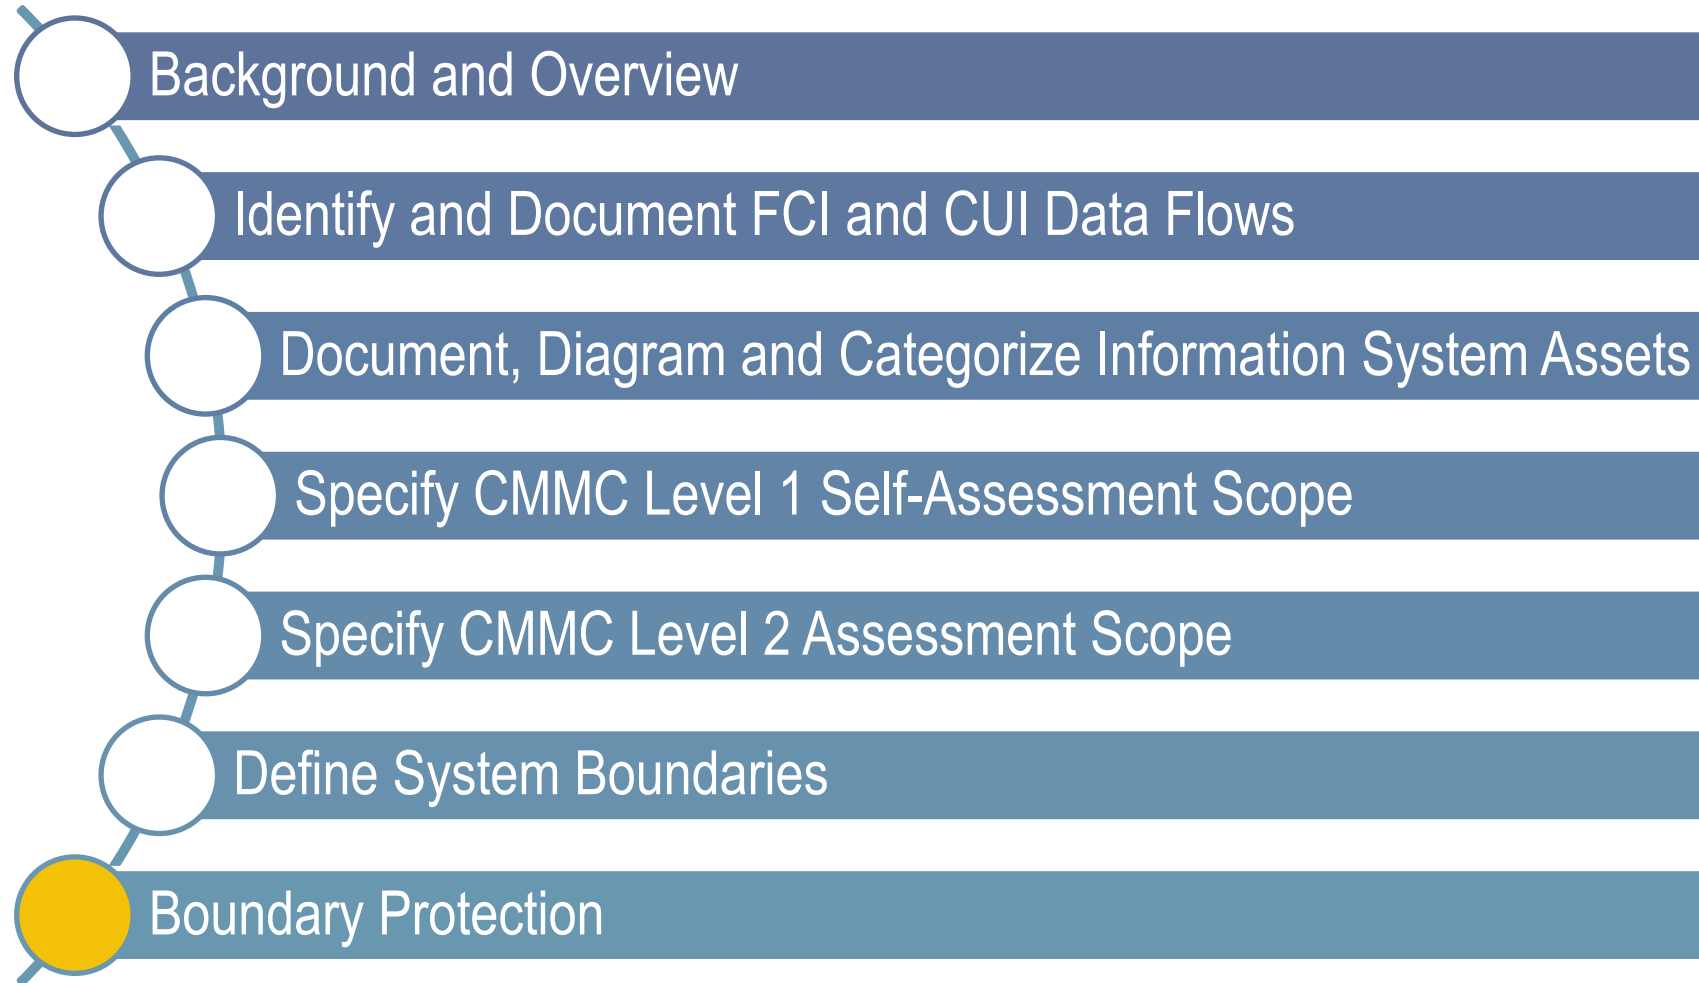 Background and Overview
Identify and Document FCI and CUI Data Flows
Document, Diagram and Categorize Information System Assets
Specify CMMC Level 1 Self-Assessment Scope
Specify CMMC Level 2 Assessment Scope
Define System Boundaries
Boundary Protection